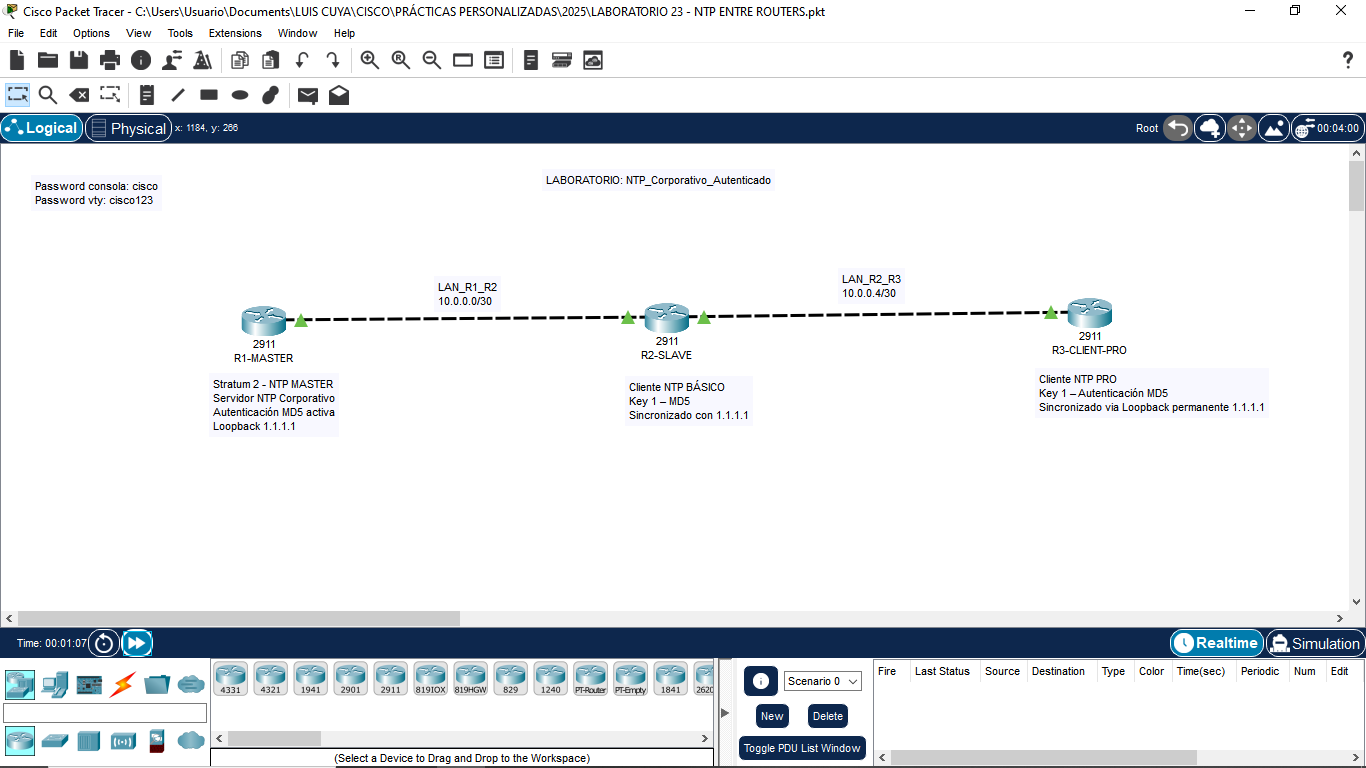 Cisco Packet Tracer - C:\Users\Usuario\Documents\LUIS CUYA\CISCO\PRÁCTICAS PERSONALIZADAS\2025\LABORATORIO 23 - NTP ENTRE ROUTERS.pkt
File Edit Options View Tools Extensions Window Help
Logical Physical x: 1184, y: 266 Root 00:04:00
Password consola: cisco
Password vty: cisco123
LABORATORIO: NTP_Corporativo_Autenticado
LAN_R1_R2
10.0.0.0/30
LAN_R2_R3
10.0.0.4/30
2911
R1-MASTER
2911
R2-SLAVE
2911
R3-CLIENT-PRO
Stratum 2 - NTP MASTER
Servidor NTP Corporativo
Autenticación MD5 activa
Loopback 1.1.1.1
Cliente NTP BÁSICO
Key 1 – MD5
Sincronizado con 1.1.1.1
Cliente NTP PRO
Key 1 – Autenticación MD5
Sincronizado via Loopback permanente 1.1.1.1
Time: 00:01:07 Realtime Simulation
4331 4321 1941 2901 2911 819IOX 819HGW 829 1240 PT-Router PT-Empty 1841 2620
Scenario 0
New Delete
Toggle PDU List Window
Fire Last Status Source Destination Type Color Time(sec) Periodic Num Edit
(Select a Device to Drag and Drop to the Workspace)